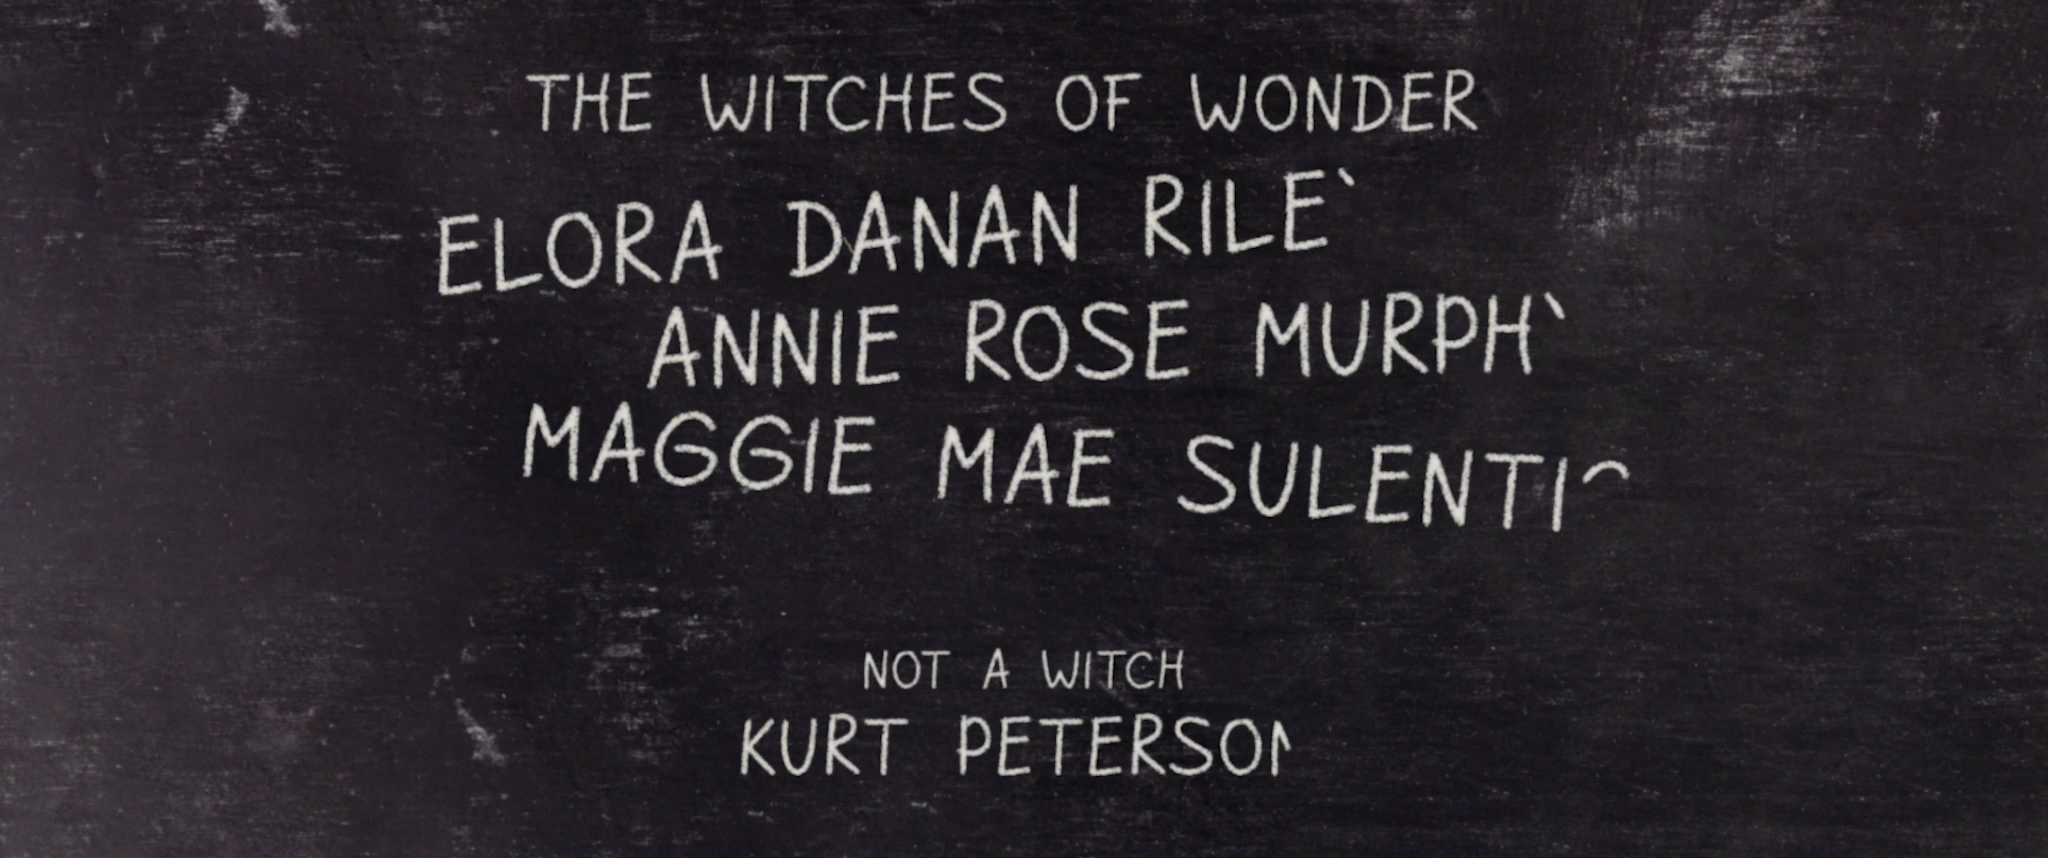 THE WITCHES OF WONDER
ELORA DANAN RILE
ANNIE ROSE MURPH
MAGGIE MAE SULENTI
NOT A WITCH
KURT PETERSO